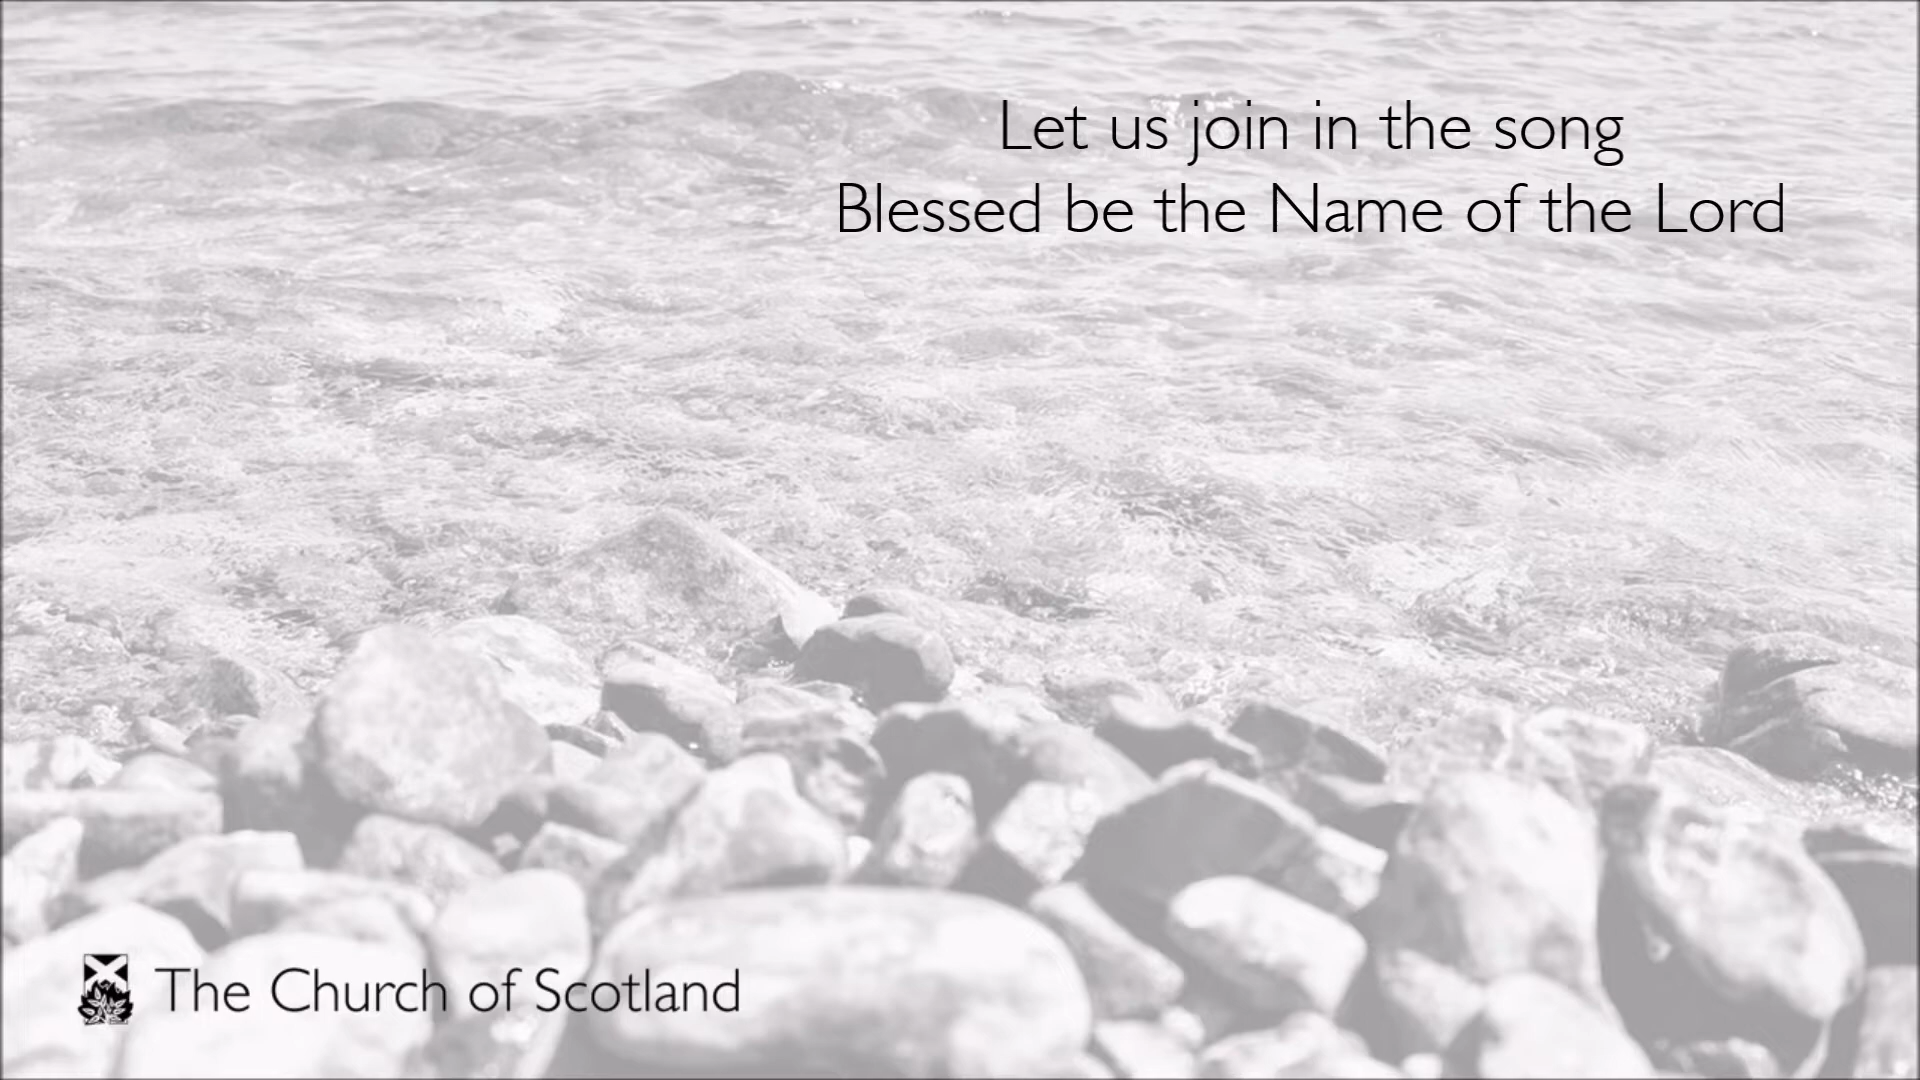 Let us join in the song
Blessed be the Name of the Lord
The Church of Scotland